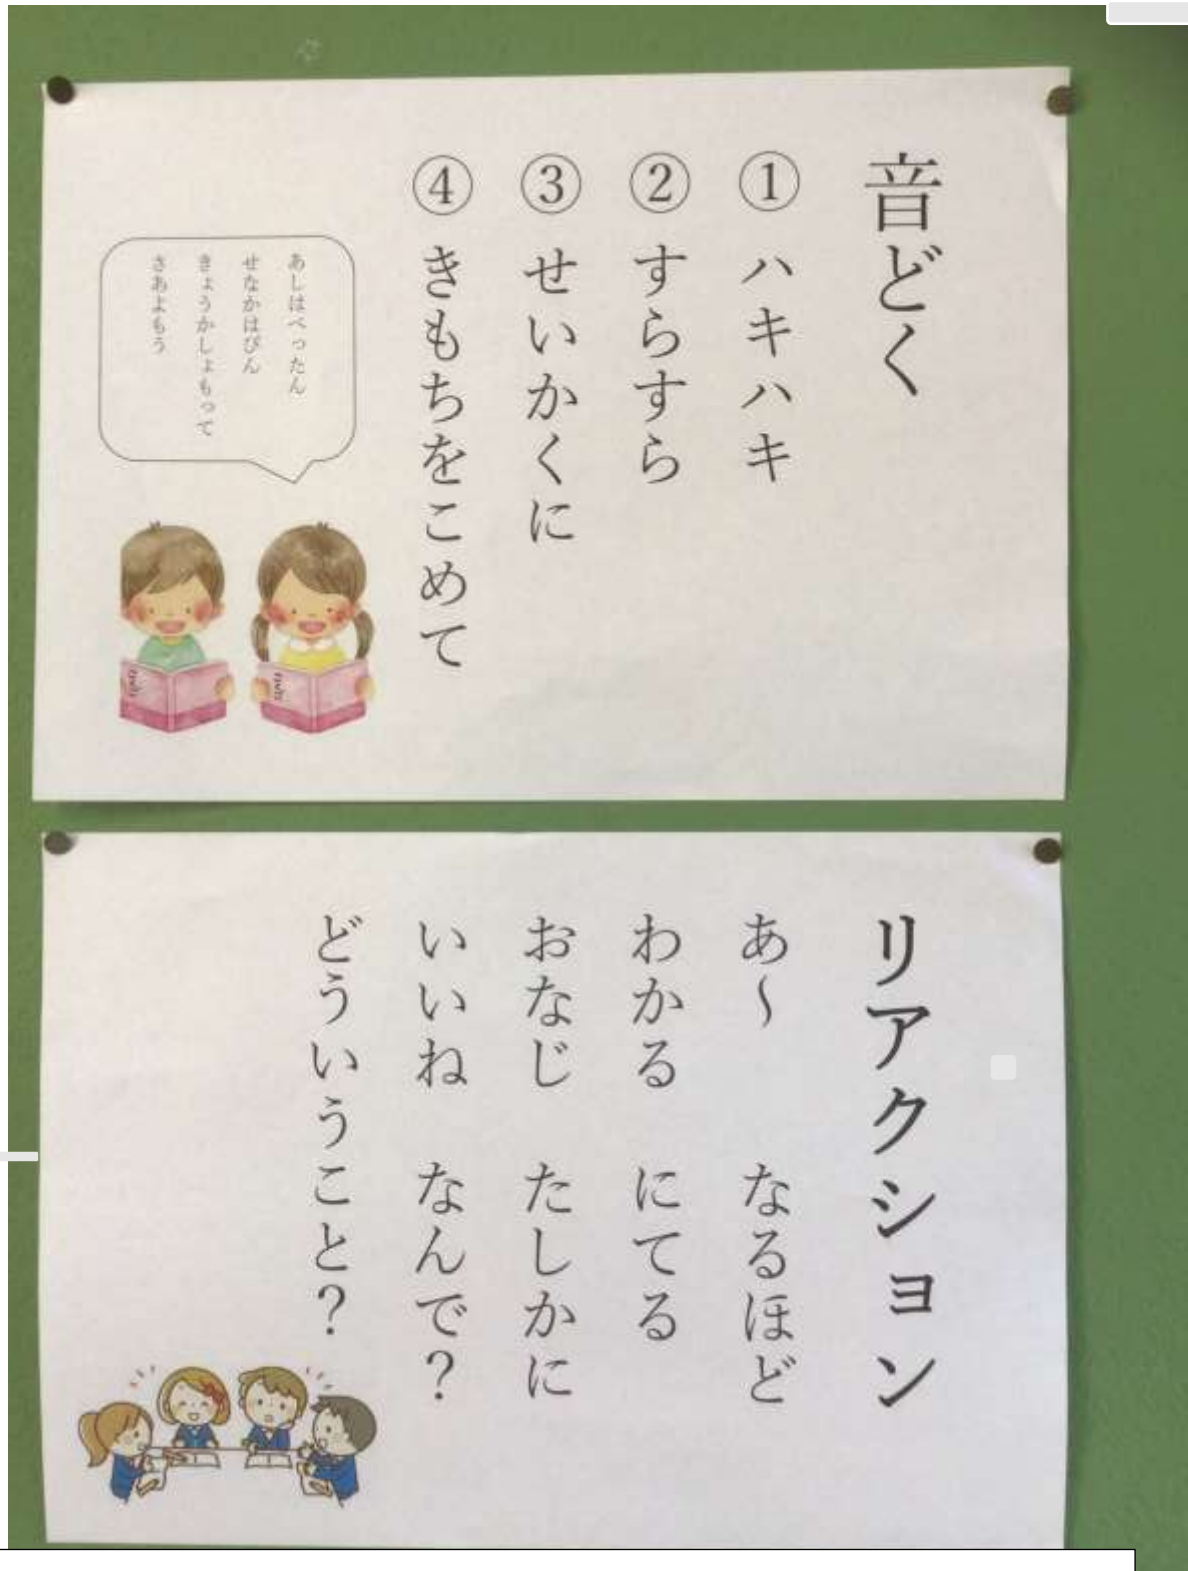 音どく
① ハキハキ
② すらすら
③ せいかくに
④ きもちをこめて
あしはぺったん
せなかはぴん
きょうかしょもって
さあよもう
リアクション
あ～　なるほど
わかる　にてる
おなじ　たしかに
いいね　なんで？
どういうこと？